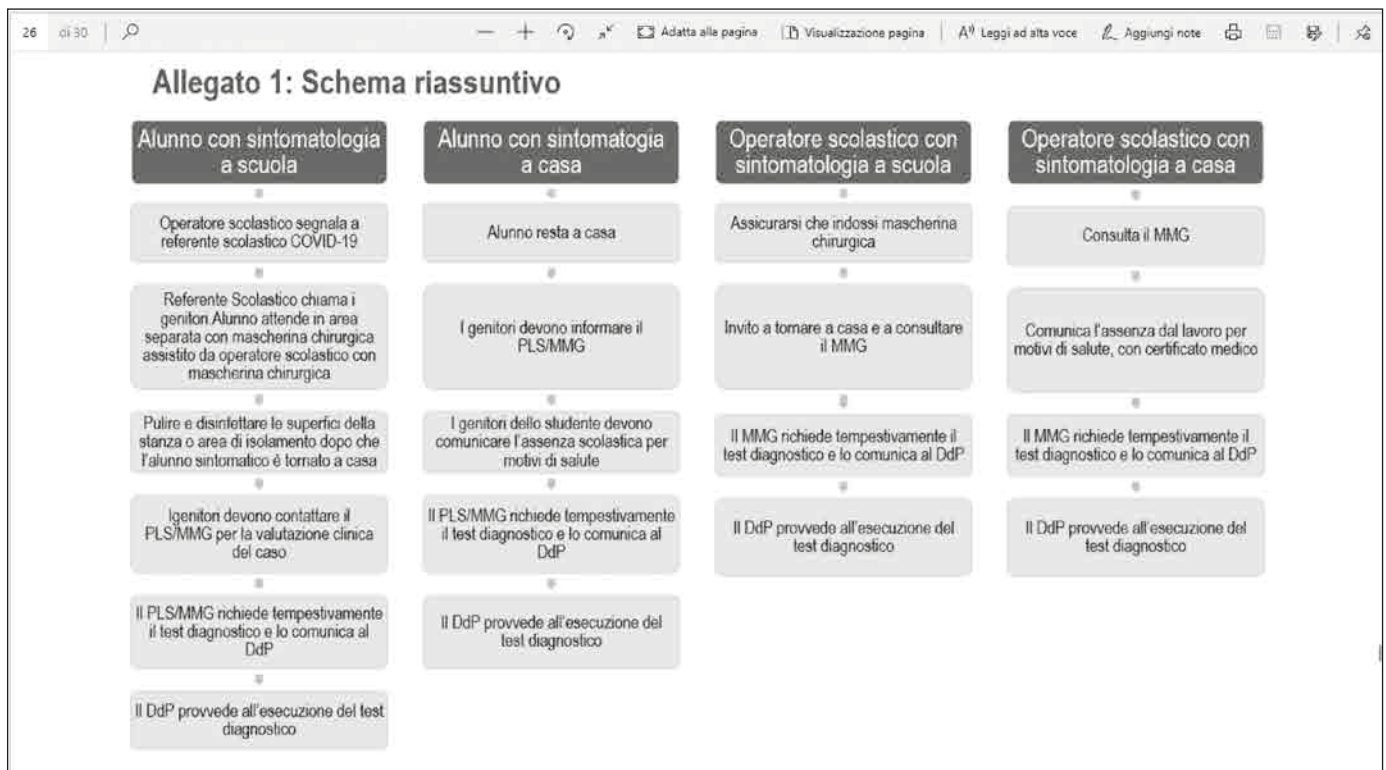 26 di 30
Adatta alla pagina
Visualizzazione pagina
Leggi ad alta voce
Aggiungi note
Allegato 1: Schema riassuntivo
Alunno con sintomatologia
a scuola
Operatore scolastico segnala a
referente scolastico COVID-19
Referente Scolastico chiama i
genitori Alunno attende in area
separata con mascherina chirurgica
assistito da operatore scolastico con
mascherina chirurgica
Pulire e disinfettare le superfici della
stanza o area di isolamento dopo che
l'alunno sintomatico è tornato a casa
Igenitori devono contattare il
PLS/MMG per la valutazione clinica
del caso
Il PLS/MMG richiede tempestivamente
il test diagnostico e lo comunica al
DdP
Il DdP provvede all'esecuzione del test
diagnostico
Alunno con sintomatogia
a casa
Alunno resta a casa
I genitori devono informare il
PLS/MMG
I genitori dello studente devono
comunicare l'assenza scolastica per
motivi di salute
Il PLS/MMG richiede tempestivamente
il test diagnostico e lo comunica al
DdP
Il DdP provvede all'esecuzione del
test diagnostico
Operatore scolastico con
sintomatologia a scuola
Assicurarsi che indossi mascherina
chirurgica
Invito a tornare a casa e a consultare
il MMG
Il MMG richiede tempestivamente il
test diagnostico e lo comunica al DdP
Il DdP provvede all'esecuzione del
test diagnostico
Operatore scolastico con
sintomatologia a casa
Consulta il MMG
Comunica l'assenza dal lavoro per
motivi di salute, con certificato medico
Il MMG richiede tempestivamente il
test diagnostico e lo comunica al DdP
Il DdP provvede all'esecuzione del
test diagnostico